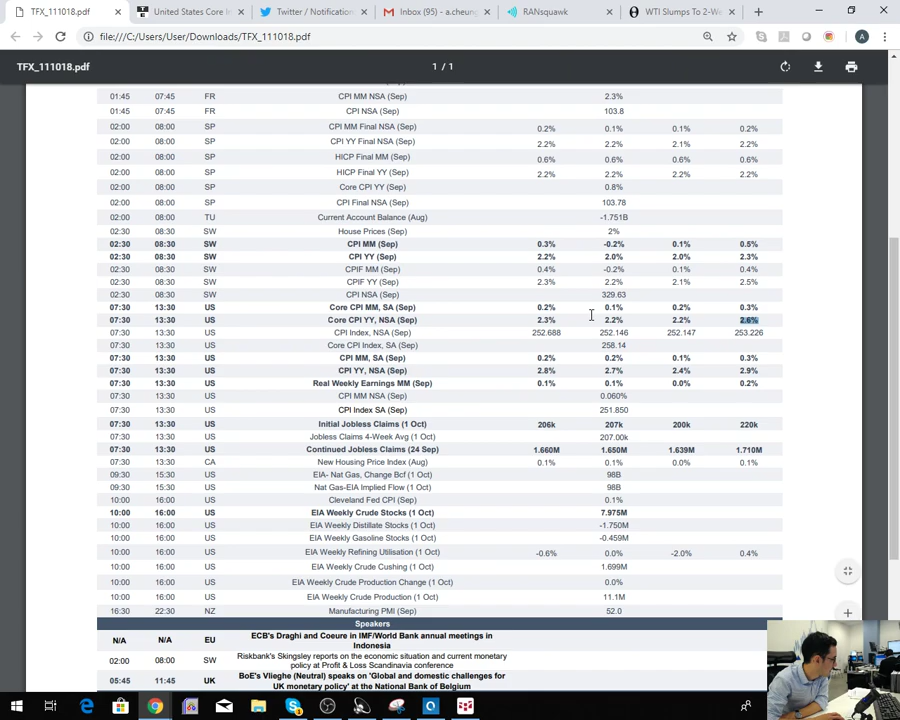 TFX_111018.pdf
United States Core In
Twitter / Notification
Inbox (95) - a.cheung
RANsquawk
WTI Slumps To 2-We
file:///C:/Users/User/Downloads/TFX_111018.pdf
A
TFX_111018.pdf
1 / 1
01:45 07:45 FR CPI MM NSA (Sep) 2.3%
01:45 07:45 FR CPI NSA (Sep) 103.8
02:00 08:00 SP CPI MM Final NSA (Sep) 0.2% 0.1% 0.1% 0.2%
02:00 08:00 SP CPI YY Final NSA (Sep) 2.2% 2.2% 2.1% 2.2%
02:00 08:00 SP HICP Final MM (Sep) 0.6% 0.6% 0.6% 0.6%
02:00 08:00 SP HICP Final YY (Sep) 2.2% 2.2% 2.2% 2.2%
02:00 08:00 SP Core CPI YY (Sep) 0.8%
02:00 08:00 SP CPI Final NSA (Sep) 103.78
02:00 08:00 TU Current Account Balance (Aug) -1.751B
02:30 08:30 SW House Prices (Sep) 2%
02:30 08:30 SW CPI MM (Sep) 0.3% -0.2% 0.1% 0.5%
02:30 08:30 SW CPI YY (Sep) 2.2% 2.0% 2.0% 2.3%
02:30 08:30 SW CPIF MM (Sep) 0.4% -0.2% 0.1% 0.4%
02:30 08:30 SW CPIF YY (Sep) 2.3% 2.2% 2.1% 2.5%
02:30 08:30 SW CPI NSA (Sep) 329.63
07:30 13:30 US Core CPI MM, SA (Sep) 0.2% 0.1% 0.2% 0.3%
07:30 13:30 US Core CPI YY, NSA (Sep) 2.3% 2.2% 2.2% 2.6%
07:30 13:30 US CPI Index, NSA (Sep) 252.688 252.146 252.147 253.226
07:30 13:30 US Core CPI Index, SA (Sep) 258.14
07:30 13:30 US CPI MM, SA (Sep) 0.2% 0.2% 0.1% 0.3%
07:30 13:30 US CPI YY, NSA (Sep) 2.8% 2.7% 2.4% 2.9%
07:30 13:30 US Real Weekly Earnings MM (Sep) 0.1% 0.1% 0.0% 0.2%
07:30 13:30 US CPI MM NSA (Sep) 0.060%
07:30 13:30 US CPI Index SA (Sep) 251.850
07:30 13:30 US Initial Jobless Claims (1 Oct) 206k 207k 200k 220k
07:30 13:30 US Jobless Claims 4-Week Avg (1 Oct) 207.00k
07:30 13:30 US Continued Jobless Claims (24 Sep) 1.660M 1.650M 1.639M 1.710M
07:30 13:30 CA New Housing Price Index (Aug) 0.1% 0.1% 0.0% 0.1%
09:30 15:30 US EIA- Nat Gas, Change Bcf (1 Oct) 98B
09:30 15:30 US Nat Gas-EIA Implied Flow (1 Oct) 98B
10:00 16:00 US Cleveland Fed CPI (Sep) 0.1%
10:00 16:00 US EIA Weekly Crude Stocks (1 Oct) 7.975M
10:00 16:00 US EIA Weekly Distillate Stocks (1 Oct) -1.750M
10:00 16:00 US EIA Weekly Gasoline Stocks (1 Oct) -0.459M
10:00 16:00 US EIA Weekly Refining Utilisation (1 Oct) -0.6% 0.0% -2.0% 0.4%
10:00 16:00 US EIA Weekly Crude Cushing (1 Oct) 1.699M
10:00 16:00 US EIA Weekly Crude Production Change (1 Oct) 0.0%
10:00 16:00 US EIA Weekly Crude Production (1 Oct) 11.1M
16:30 22:30 NZ Manufacturing PMI (Sep) 52.0
Speakers
N/A N/A EU ECB's Draghi and Coeure in IMF/World Bank annual meetings in
Indonesia
02:00 08:00 SW Riskbank's Skingsley reports on the economic situation and current monetary
policy at Profit & Loss Scandinavia conference
05:45 11:45 UK BoE's Vlieghe (Neutral) speaks on 'Global and domestic challenges for
UK monetary policy' at the National Bank of Belgium